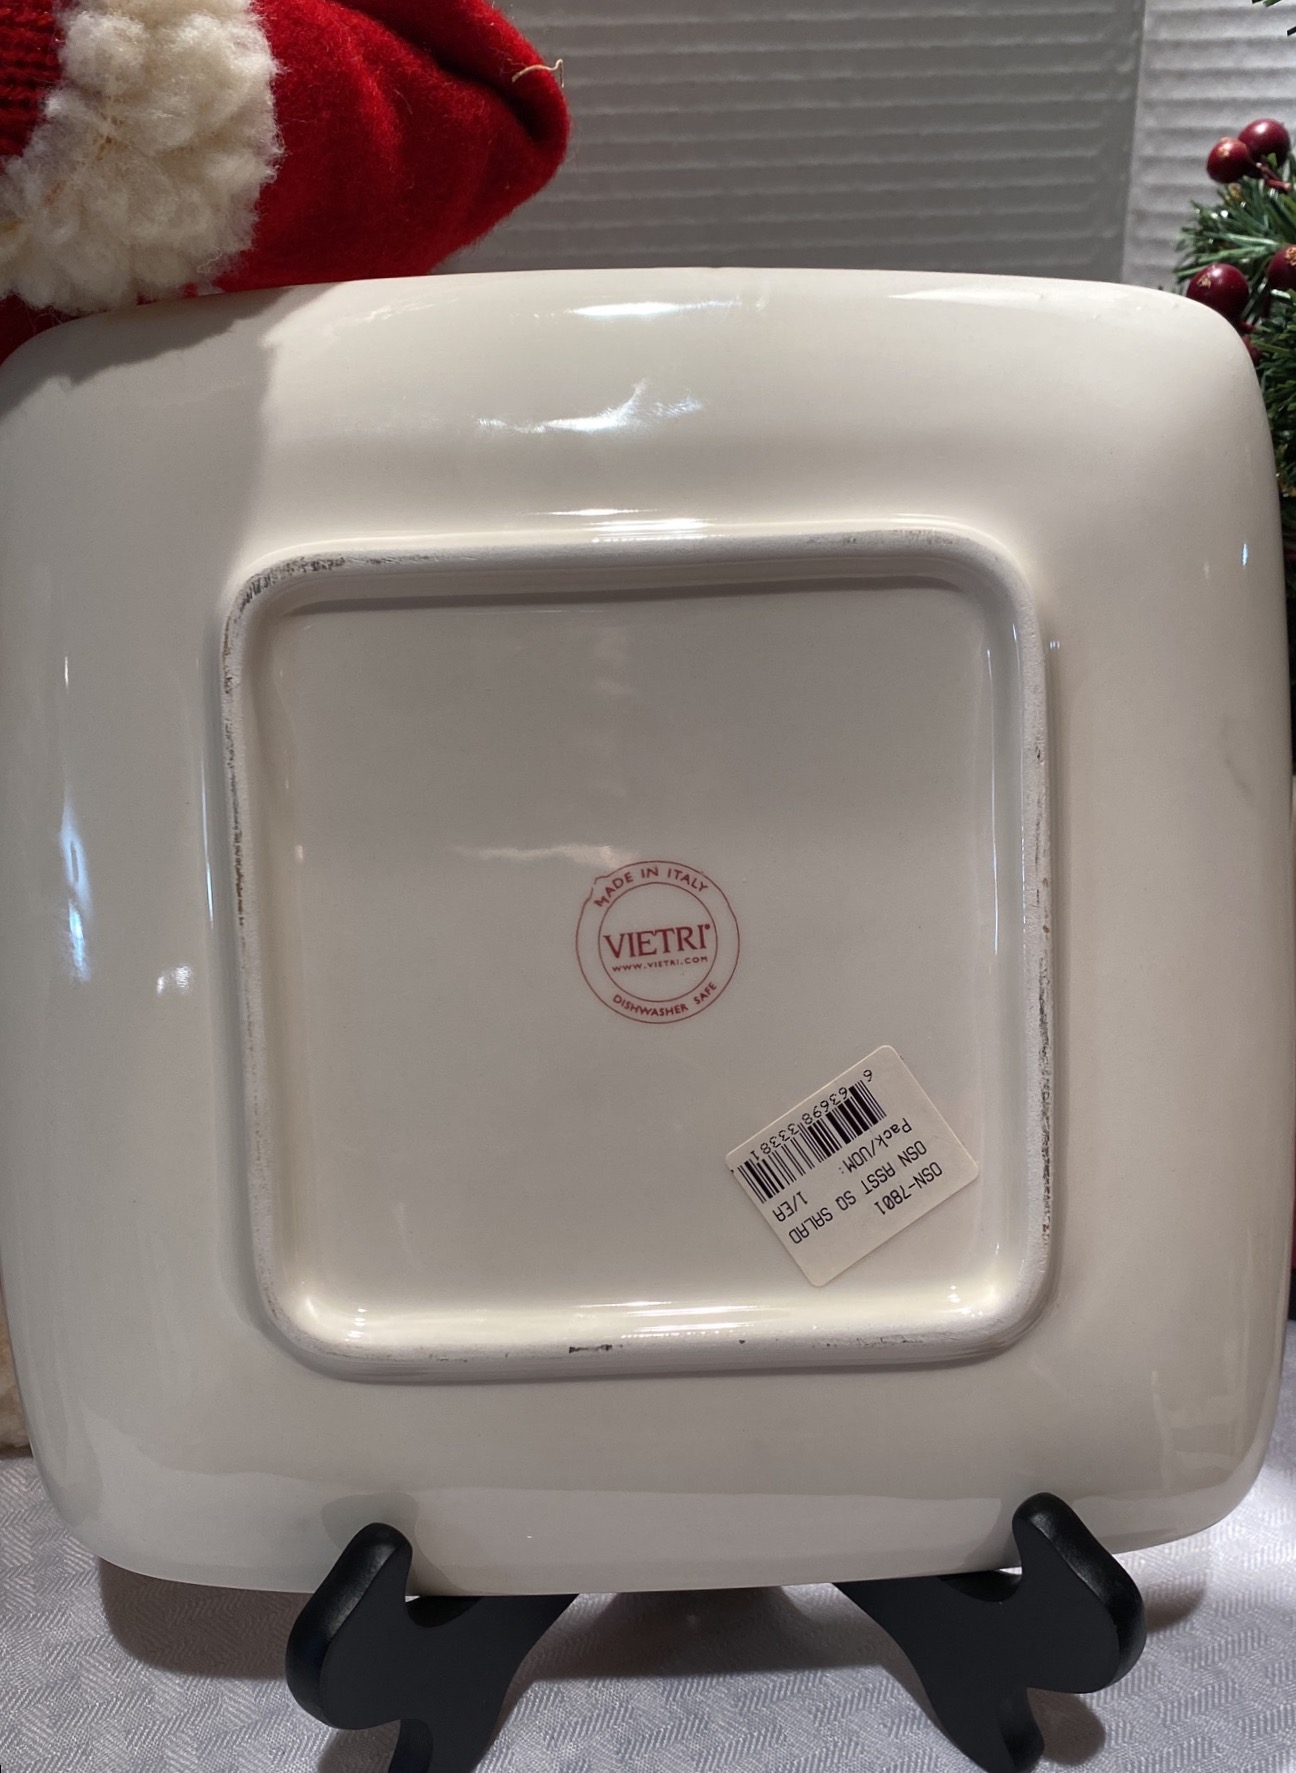 MADE IN ITALY
VIETRI®
WWW.VIETRI.COM
DISHWASHER SAFE
OSN-7801
OSN ASST SQ SALAD
Pack/UOM: 1/EA
6 63698 33381